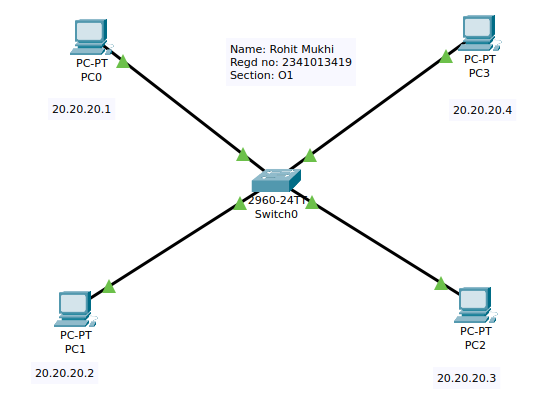 PC-PT
PC0
20.20.20.1
Name: Rohit Mukhi
Regd no: 2341013419
Section: O1
PC-PT
PC3
20.20.20.4
2960-24TT
Switch0
PC-PT
PC1
20.20.20.2
PC-PT
PC2
20.20.20.3